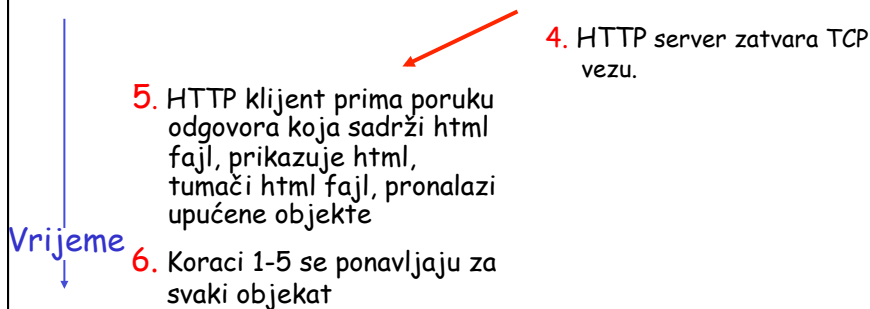 4. HTTP server zatvara TCP
vezu.
5. HTTP klijent prima poruku
odgovora koja sadrži html
fajl, prikazuje html,
tumači html fajl, pronalazi
upućene objekte
Vrijeme
6. Koraci 1-5 se ponavljaju za
svaki objekat